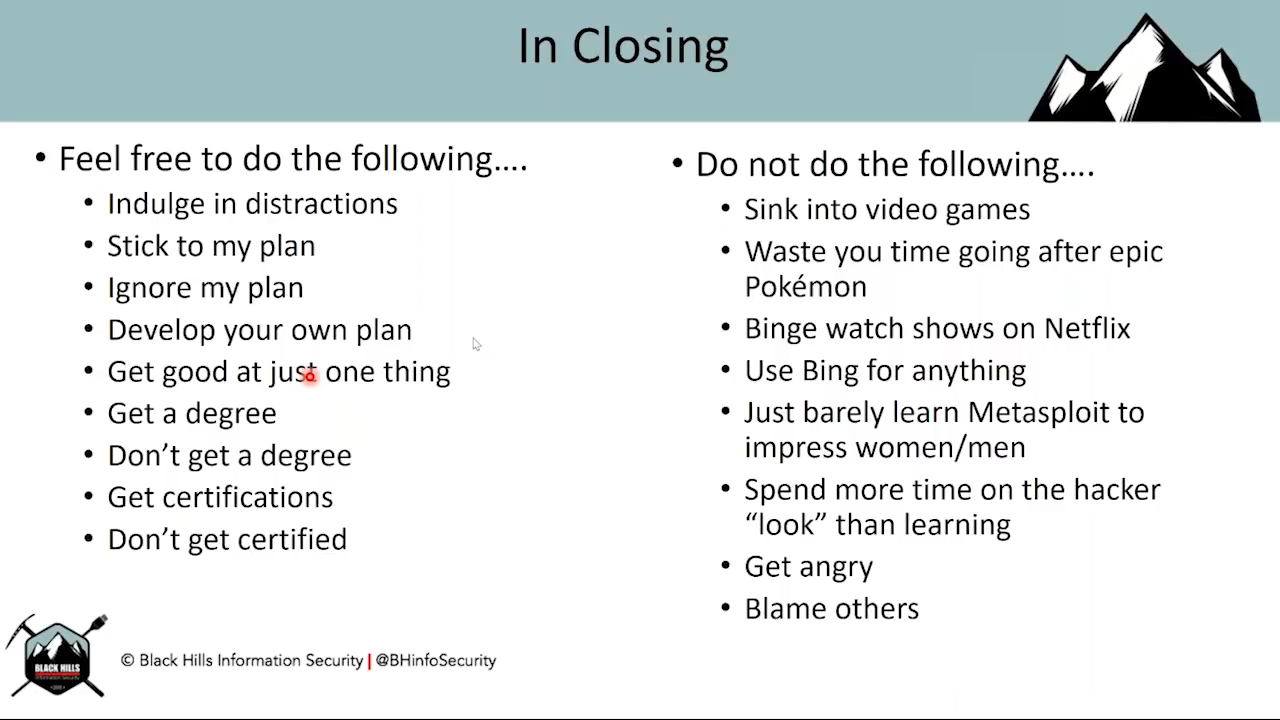 In Closing
• Feel free to do the following....
• Indulge in distractions
• Stick to my plan
• Ignore my plan
• Develop your own plan
• Get good at just one thing
• Get a degree
• Don’t get a degree
• Get certifications
• Don’t get certified
• Do not do the following....
• Sink into video games
• Waste you time going after epic
Pokémon
• Binge watch shows on Netflix
• Use Bing for anything
• Just barely learn Metasploit to
impress women/men
• Spend more time on the hacker
“look” than learning
• Get angry
• Blame others
BLACK HILLS
Information Security
© Black Hills Information Security | @BHinfoSecurity